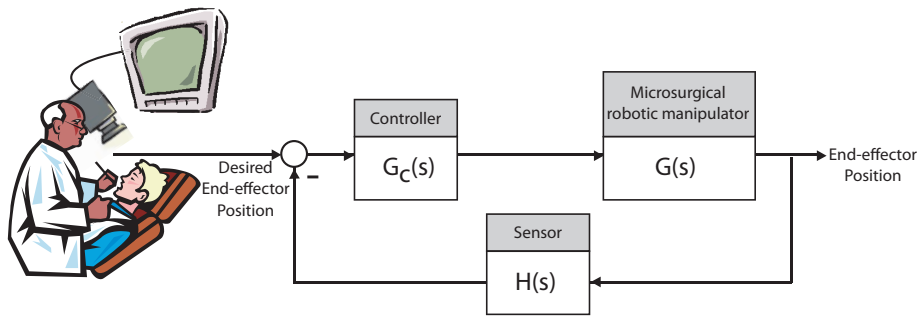 Desired
End-effector
Position
-
Controller
G_C(s)
Microsurgical
robotic manipulator
G(s)
End-effector
Position
Sensor
H(s)